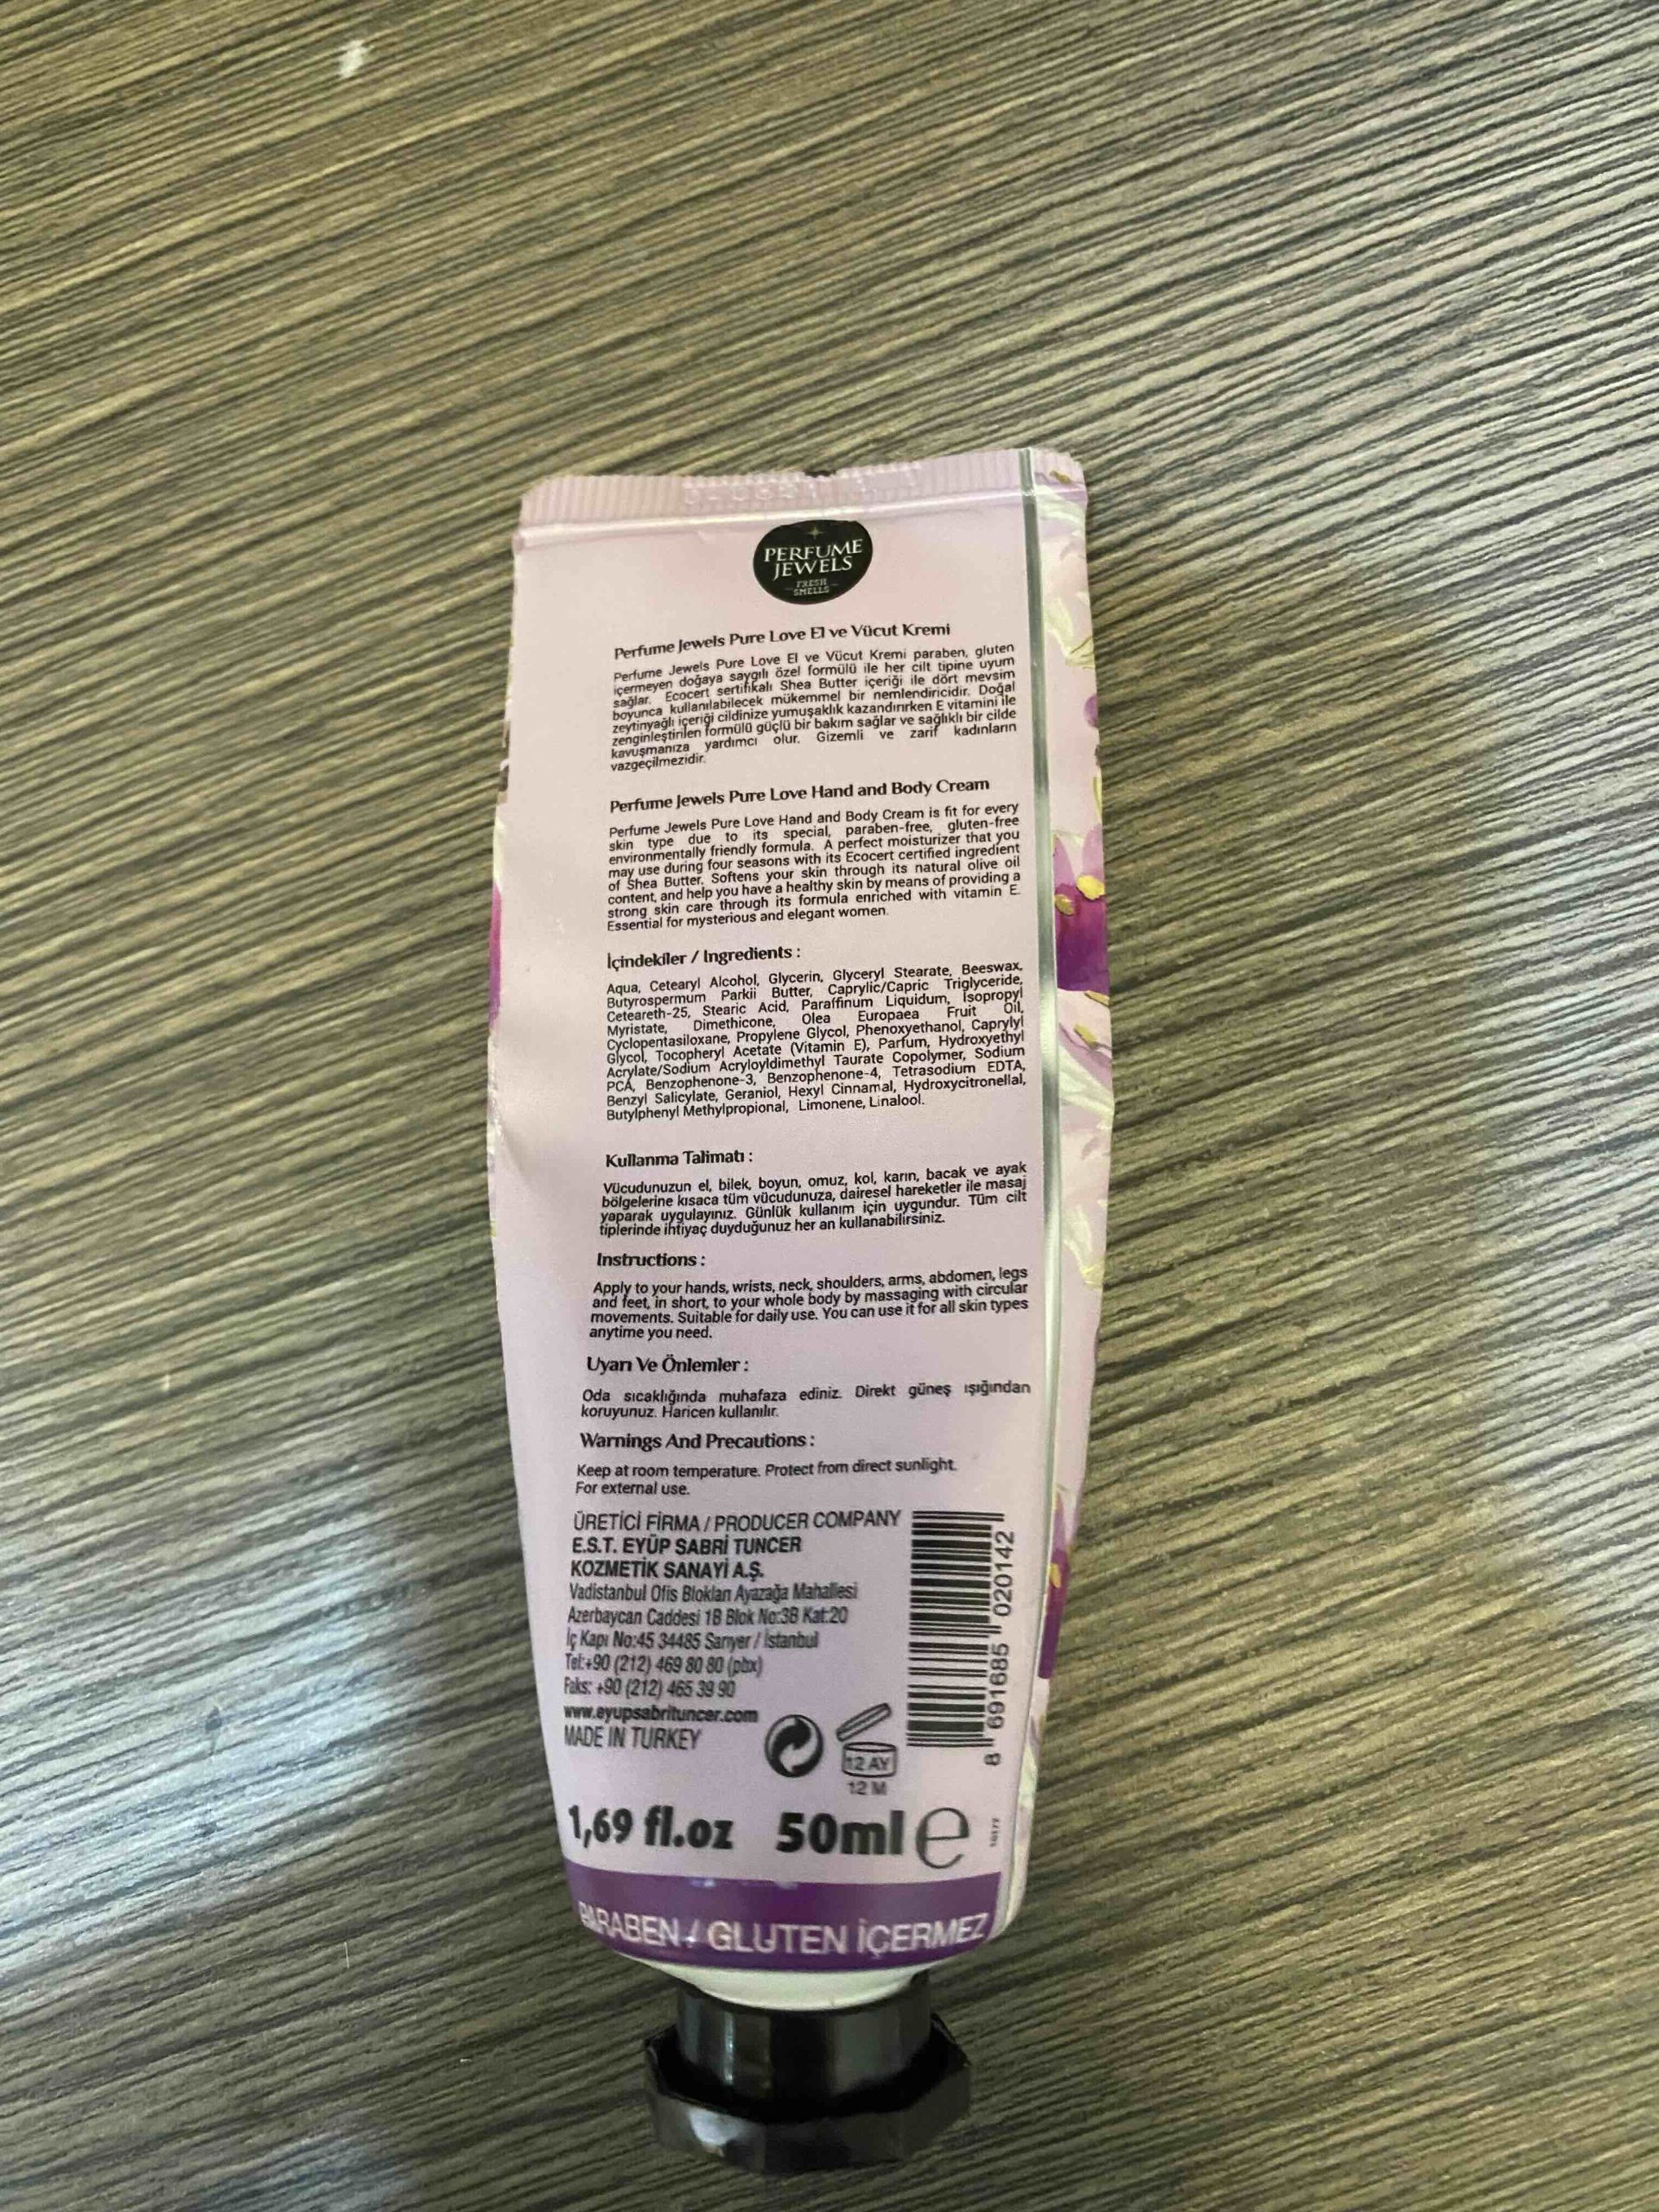 PERFUME
JEWELS
FRESH
SMELLS
Perfume Jewels Pure Love El ve Vücut Kremi
Perfume Jewels Pure Love El ve Vücut Kremi paraben, gluten
içermeyen doğaya saygılı özel formülü ile her cilt tipine uyum
sağlar. Ecocert sertifikalı Shea Butter içeriği ile dört mevsim
boyunca kullanılabilecek mükemmel bir nemlendiricidir. Doğal
zeytinyağlı içeriği cildinize yumuşaklık kazandırırken E vitamini ile
zenginleştirilen formülü güçlü bir bakım sağlar ve sağlıklı bir cilde
kavuşmanıza yardımcı olur. Gizemli ve zarif kadınların
vazgeçilmezidir.
Perfume Jewels Pure Love Hand and Body Cream
Perfume Jewels Pure Love Hand and Body Cream is fit for every
skin type due to its special, paraben-free, gluten-free
environmentally friendly formula. A perfect moisturizer that you
may use during four seasons with its Ecocert certified ingredient
of Shea Butter. Softens your skin through its natural olive oil
content, and help you have a healthy skin by means of providing a
strong skin care through its formula enriched with vitamin E.
Essential for mysterious and elegant women.
İçindekiler / Ingredients :
Aqua, Cetearyl Alcohol, Glycerin, Glyceryl Stearate, Beeswax,
Butyrospermum Parkii Butter, Caprylic/Capric Triglyceride,
Ceteareth-25, Stearic Acid, Paraffinum Liquidum, Isopropyl
Myristate, Dimethicone, Olea Europaea Fruit Oil,
Cyclopentasiloxane, Propylene Glycol, Phenoxyethanol, Caprylyl
Glycol, Tocopheryl Acetate (Vitamin E), Parfum, Hydroxyethyl
Acrylate/Sodium Acryloyldimethyl Taurate Copolymer, Sodium
PCA, Benzophenone-3, Benzophenone-4, Tetrasodium EDTA,
Benzyl Salicylate, Geraniol, Hexyl Cinnamal, Hydroxycitronellal,
Butylphenyl Methylpropional, Limonene, Linalool.
Kullanma Talimatı :
Vücudunuzun el, bilek, boyun, omuz, kol, karın, bacak ve ayak
bölgelerine kısaca tüm vücudunuza, dairesel hareketler ile masaj
yaparak uygulayınız. Günlük kullanım için uygundur. Tüm cilt
tiplerinde ihtiyaç duyduğunuz her an kullanabilirsiniz.
Instructions :
Apply to your hands, wrists, neck, shoulders, arms, abdomen, legs
and feet, in short, to your whole body by massaging with circular
movements. Suitable for daily use. You can use it for all skin types
anytime you need.
Uyarı Ve Önlemler :
Oda sıcaklığında muhafaza ediniz. Direkt güneş ışığından
koruyunuz. Haricen kullanılır.
Warnings And Precautions :
Keep at room temperature. Protect from direct sunlight.
For external use.
ÜRETİCİ FİRMA / PRODUCER COMPANY
E.S.T. EYÜP SABRİ TUNCER
KOZMETİK SANAYİ A.Ş.
Vadistanbul Ofis Blokları Ayazağa Mahallesi
Azerbaycan Caddesi 1B Blok No:3B Kat:20
İç Kapı No:45 34485 Sarıyer / İstanbul
Tel:+90 (212) 469 80 80 (pbx)
Faks: +90 (212) 465 39 90
www.eyupsabrituncer.com
MADE IN TURKEY
12 AY
12 M
8 691685 020142
1,69 fl.oz 50ml e
PARABEN / GLUTEN İÇERMEZ